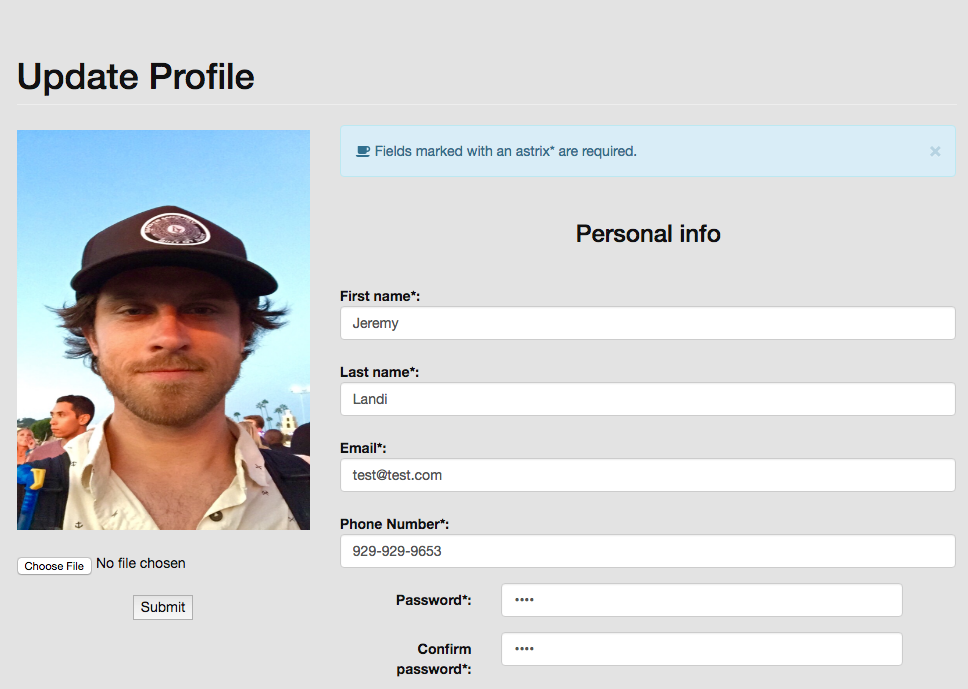 Update Profile
Fields marked with an astrix* are required.
×
Personal info
First name*:
Jeremy
Last name*:
Landi
Email*:
test@test.com
Phone Number*:
929-929-9653
Choose File No file chosen
Submit
Password*:
••••
Confirm
password*:
••••